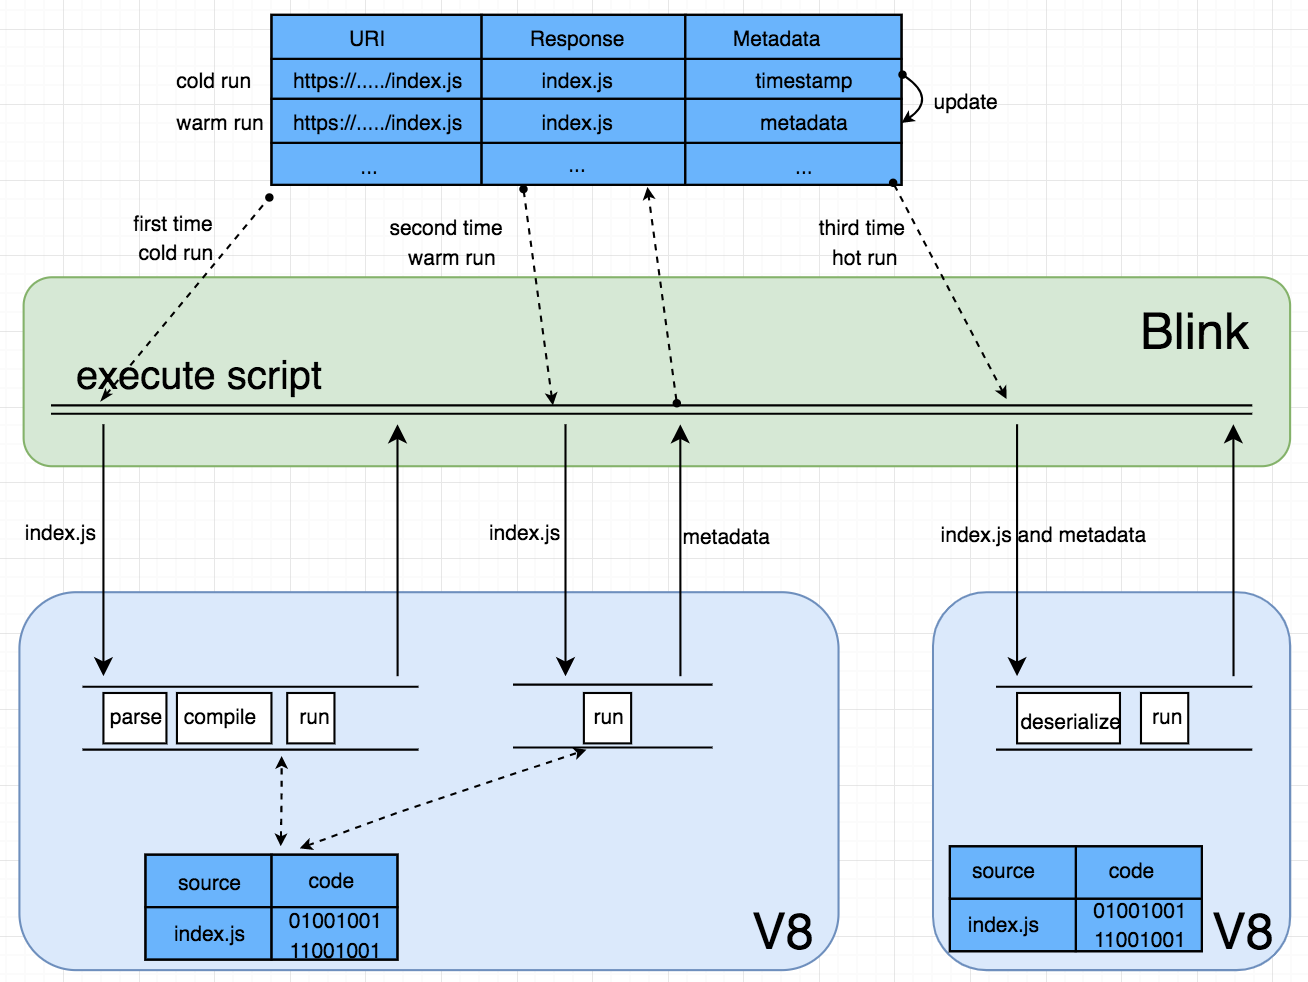 URI Response Metadata
cold run https://...../index.js index.js timestamp
update
warm run https://...../index.js index.js metadata
... ... ...
first time
cold run
second time
warm run
third time
hot run
Blink
execute script
index.js
index.js
metadata
index.js and metadata
parse compile run
run
deserialize run
source code
index.js 01001001
11001001
V8
source code
index.js 01001001
11001001
V8